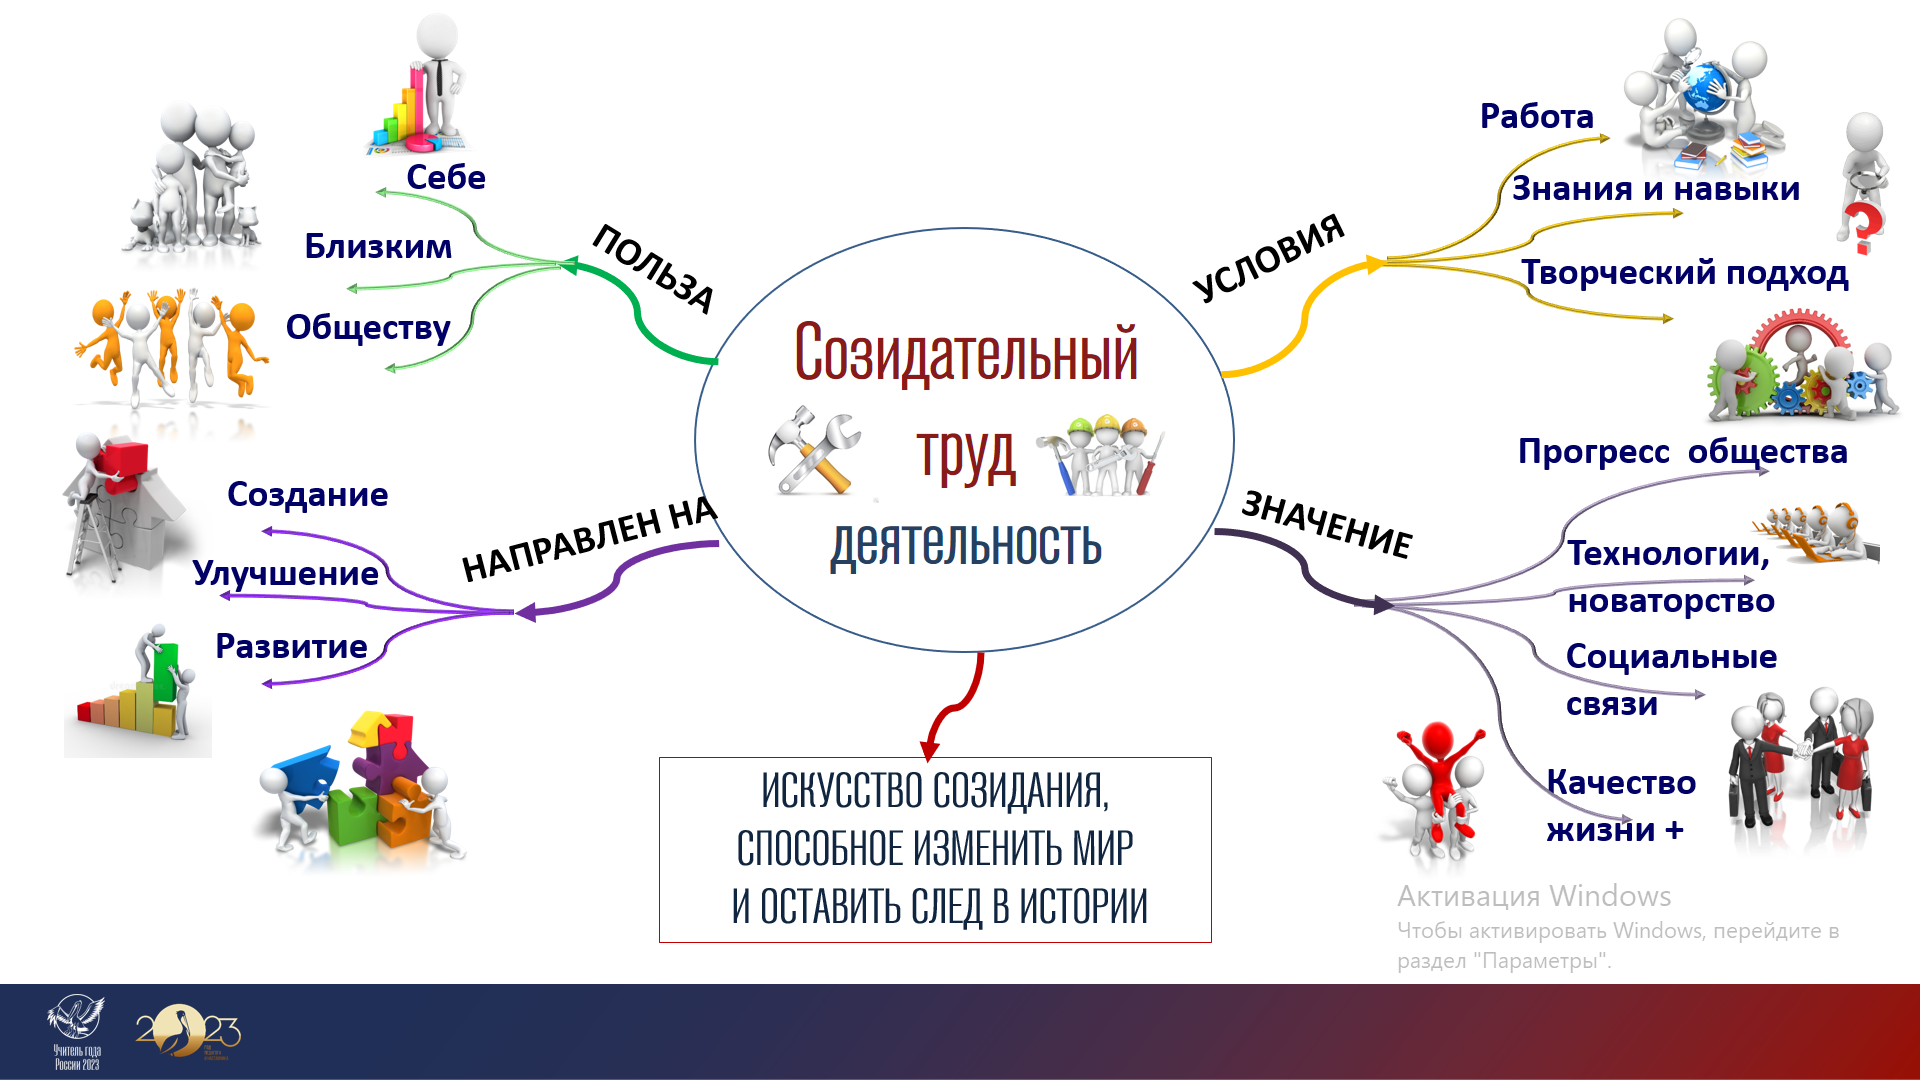 Себе
Близким
Обществу
ПОЛЬЗА
УСЛОВИЯ
Работа
Знания и навыки
Творческий подход
Созидательный
труд
деятельность
НАПРАВЛЕН НА
Создание
Улучшение
Развитие
ЗНАЧЕНИЕ
Прогресс общества
Технологии,
новаторство
Социальные
связи
Качество
жизни +
ИСКУССТВО СОЗИДАНИЯ,
СПОСОБНОЕ ИЗМЕНИТЬ МИР
И ОСТАВИТЬ СЛЕД В ИСТОРИИ
Активация Windows
Чтобы активировать Windows, перейдите в
раздел "Параметры".
Учитель года
России 2023
2023